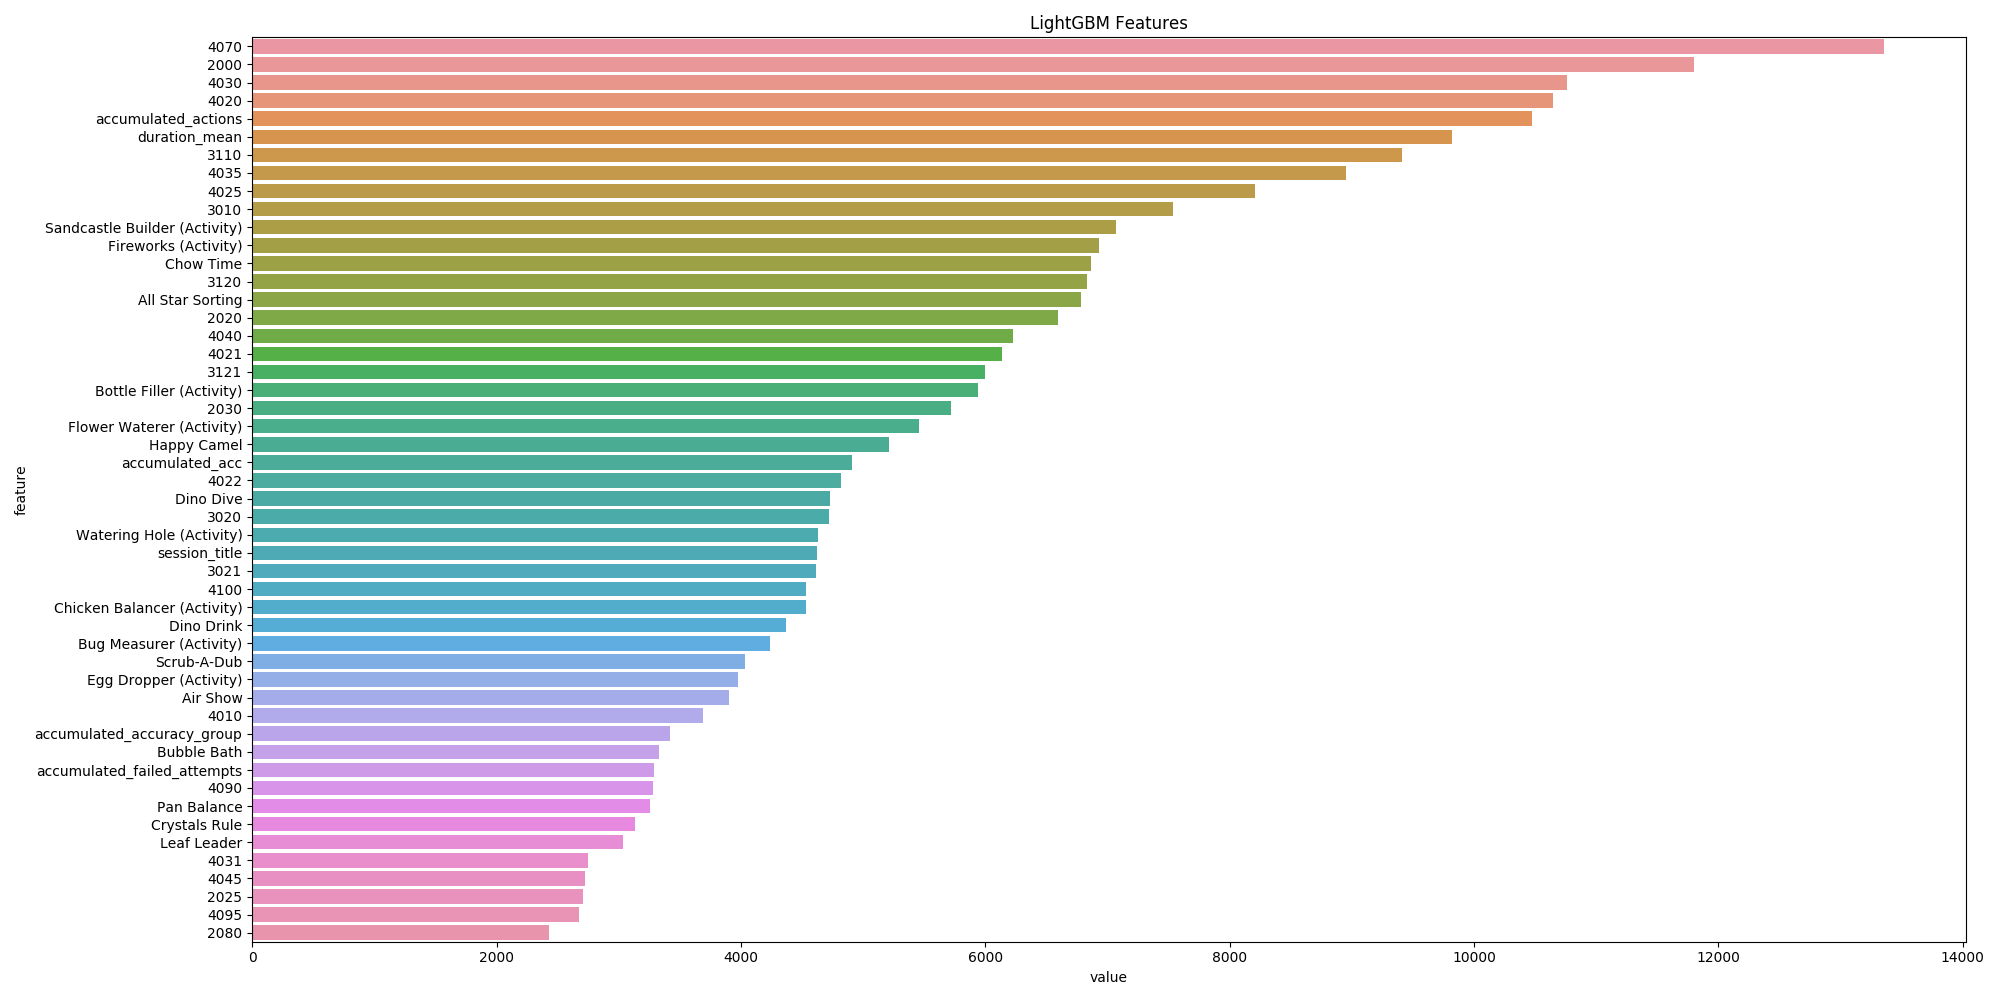 LightGBM Features
4070
2000
4030
4020
accumulated_actions
duration_mean
3110
4035
4025
3010
Sandcastle Builder (Activity)
Fireworks (Activity)
Chow Time
3120
All Star Sorting
2020
4040
4021
3121
Bottle Filler (Activity)
2030
Flower Waterer (Activity)
Happy Camel
accumulated_acc
4022
Dino Dive
3020
Watering Hole (Activity)
session_title
3021
4100
Chicken Balancer (Activity)
Dino Drink
Bug Measurer (Activity)
Scrub-A-Dub
Egg Dropper (Activity)
Air Show
4010
accumulated_accuracy_group
Bubble Bath
accumulated_failed_attempts
4090
Pan Balance
Crystals Rule
Leaf Leader
4031
4045
2025
4095
2080
feature
0 2000 4000 6000 8000 10000 12000 14000
value